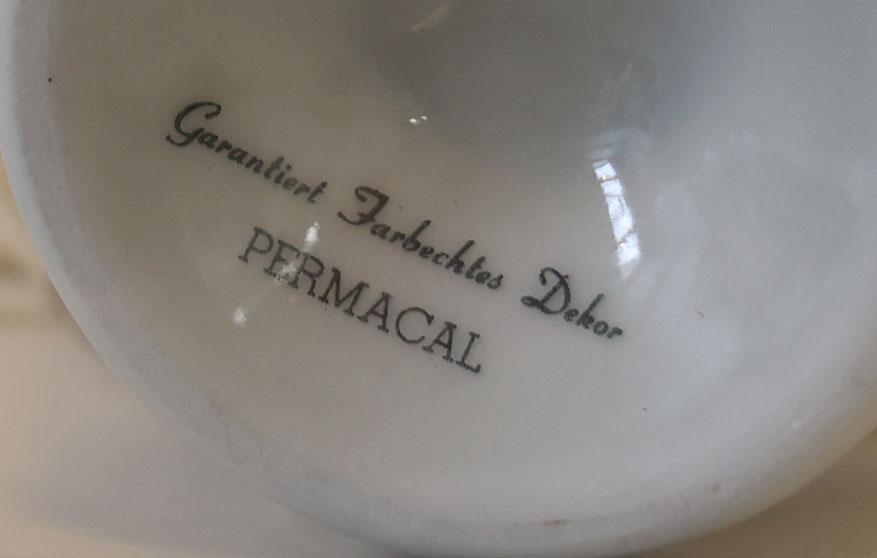 Garantiert Farbechtes Dekor
PERMACAL